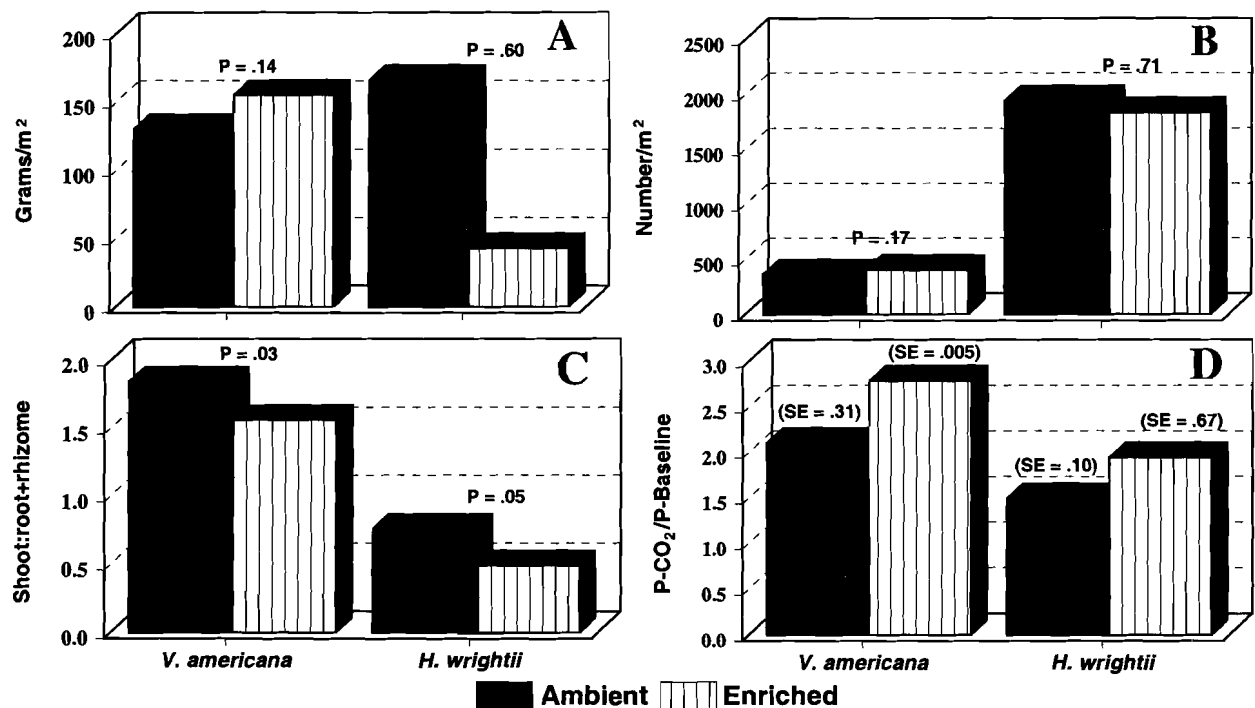 A
Grams/m²
200
150
100
50
0
P = .14
P = .60
B
Number/m²
2500
2000
1500
1000
500
0
P = .17
P = .71
C
Shoot:root+rhizome
2.0
1.5
1.0
0.5
0.0
P = .03
P = .05
V. americana
H. wrightii
D
P-CO₂/P-Baseline
3.0
2.5
2.0
1.5
1.0
0.5
0.0
(SE = .31)
(SE = .005)
(SE = .10)
(SE = .67)
V. americana
H. wrightii
Ambient
Enriched